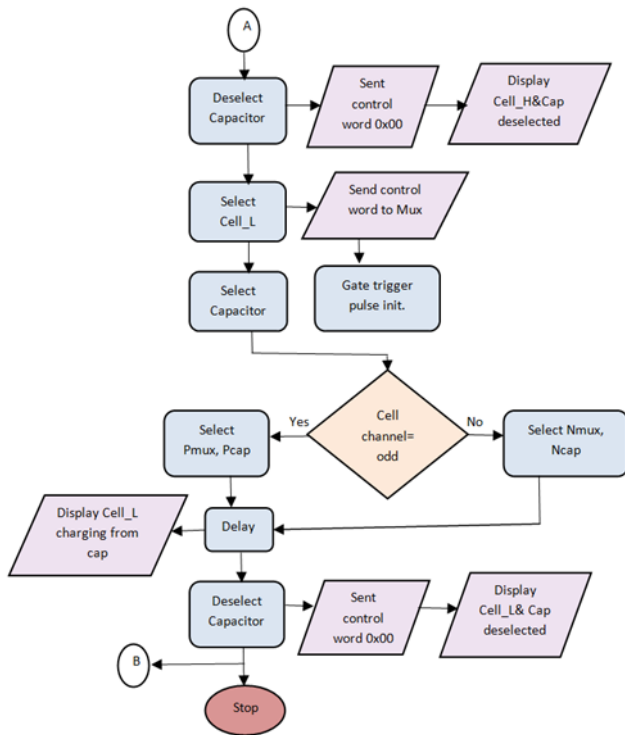 A
Deselect
Capacitor
Sent
control
word 0x00
Display
Cell_H&Cap
deselected
Select
Cell_L
Send control
word to Mux
Select
Capacitor
Gate trigger
pulse init.
Cell
channel=
odd
Yes
No
Select
Pmux, Pcap
Select Nmux,
Ncap
Display Cell_L
charging from
cap
Delay
Deselect
Capacitor
Sent
control
word 0x00
Display
Cell_L& Cap
deselected
B
Stop